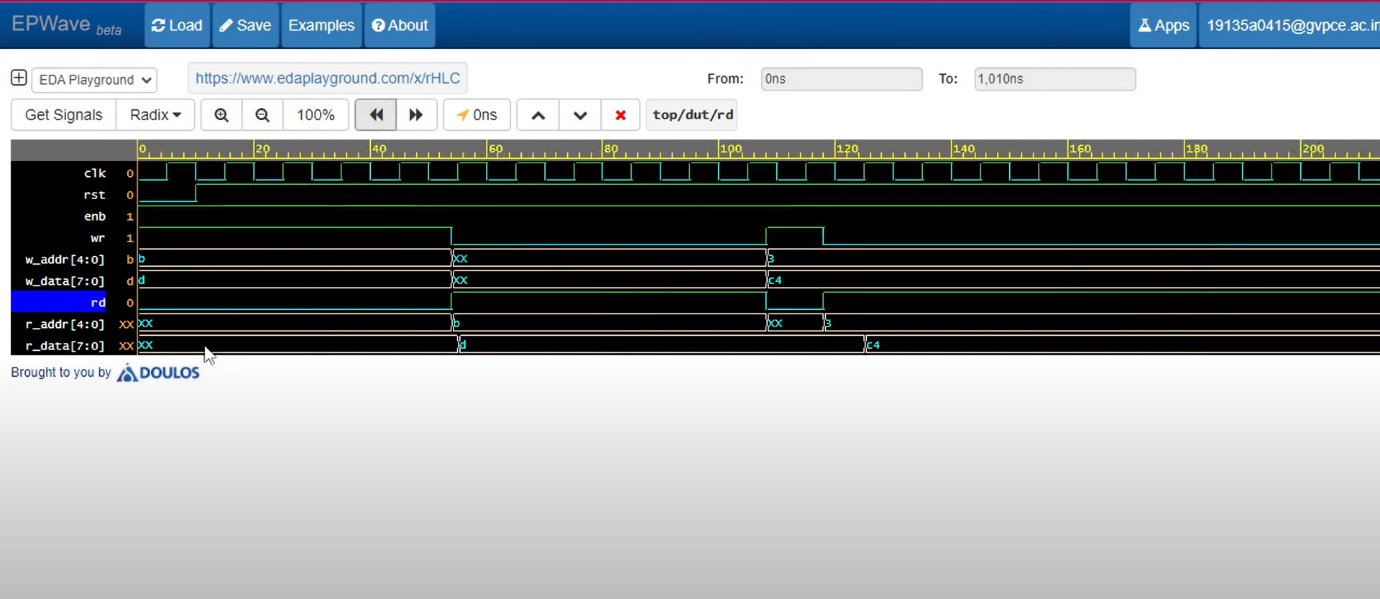 EPWave beta Load Save Examples About Apps 19135a0415@gvpce.ac.in
EDA Playground https://www.edaplayground.com/x/rHLC From: 0ns To: 1,010ns
Get Signals Radix 100% 0ns top/dut/rd
0 20 40 60 80 100 120 140 160 180 200
clk 0
rst 0
enb 1
wr 1
w_addr[4:0] b b XX 3
w_data[7:0] d d XX c4
rd 0
r_addr[4:0] XX XX b XX 3
r_data[7:0] XX XX d c4
Brought to you by DOULOS